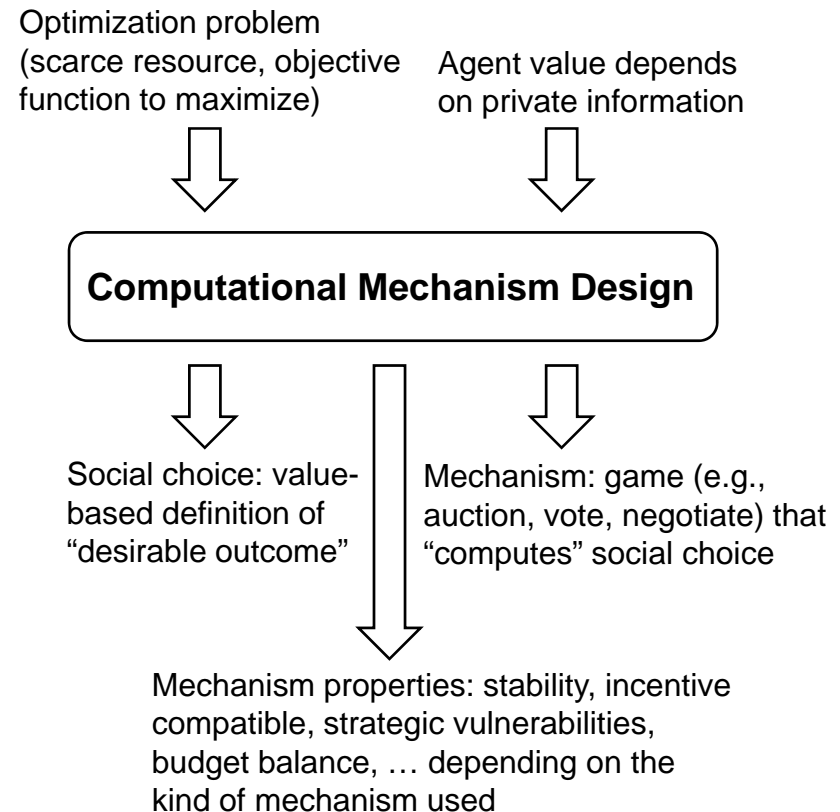 Optimization problem
(scarce resource, objective
function to maximize)
Agent value depends
on private information
Computational Mechanism Design
Social choice: value-
based definition of
“desirable outcome”
Mechanism: game (e.g.,
auction, vote, negotiate) that
“computes” social choice
Mechanism properties: stability, incentive
compatible, strategic vulnerabilities,
budget balance, … depending on the
kind of mechanism used